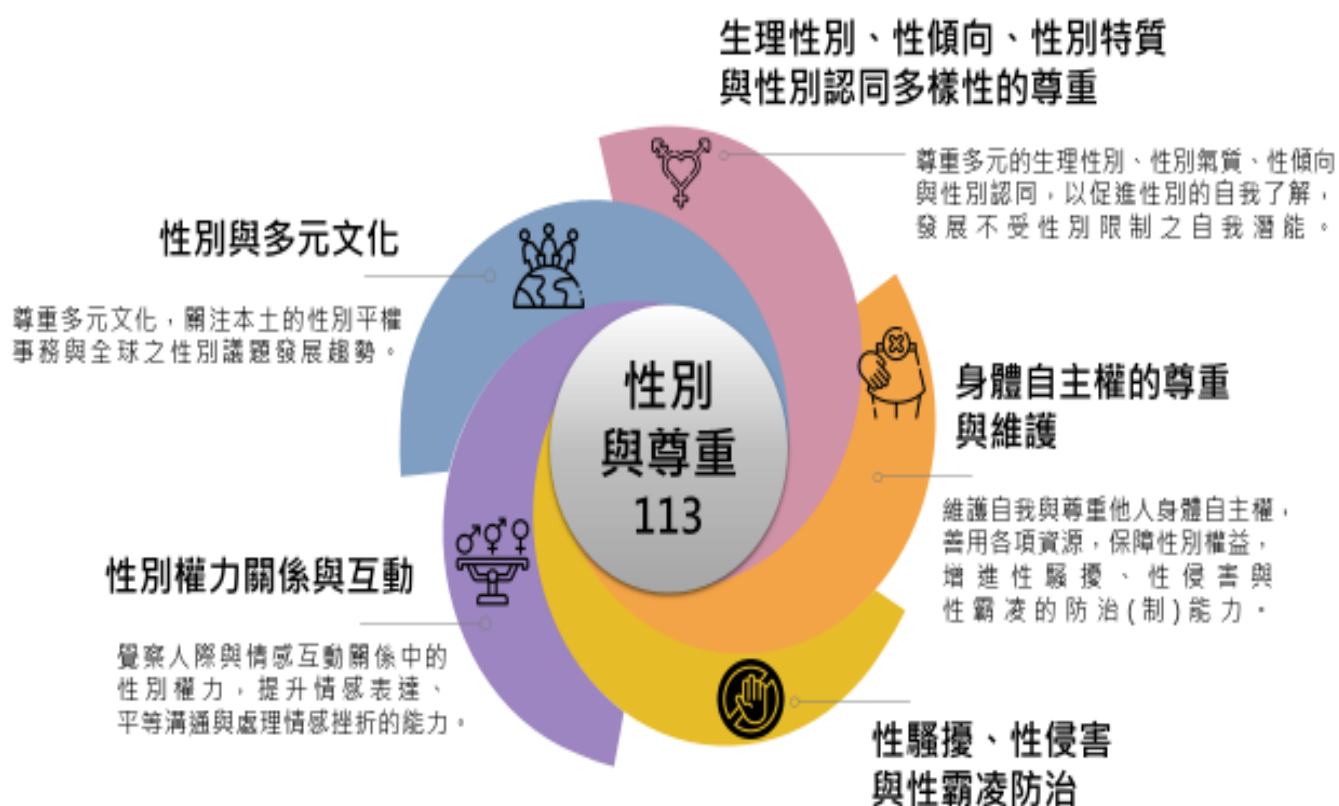 生理性別、性傾向、性別特質
與性別認同多樣性的尊重
尊重多元的生理性別、性別氣質、性傾向
與性別認同，以促進性別的自我了解，
發展不受性別限制之自我潛能。
性別與多元文化
尊重多元文化，關注本土的性別平權
事務與全球之性別議題發展趨勢。
性別
與尊重
113
身體自主權的尊重
與維護
維護自我與尊重他人身體自主權，
善用各項資源，保障性別權益，
增進性騷擾、性侵害與
性霸凌的防治(制)能力。
性別權力關係與互動
覺察人際與情感互動關係中的
性別權力，提升情感表達、
平等溝通與處理情感挫折的能力。
性騷擾、性侵害
與性霸凌防治